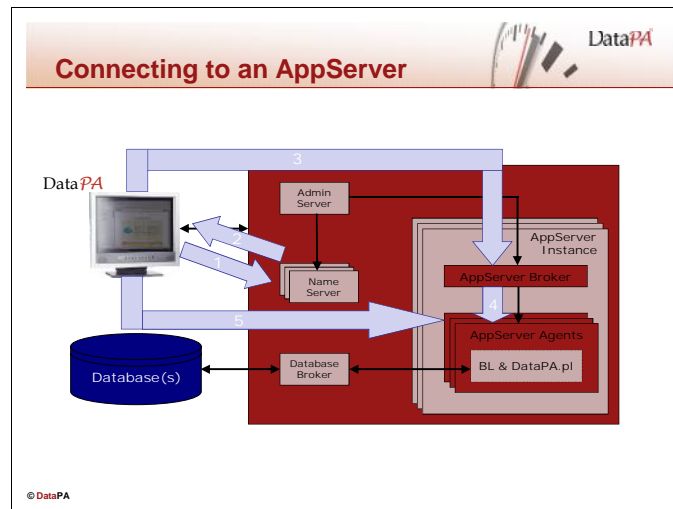 DataPA
Connecting to an AppServer
3
DataPA
Admin
Server
AppServer
Instance
2
1
Name
Server
AppServer Broker
4
5
AppServer Agents
Database(s)
Database
Broker
BL & DataPA.pl
© DataPA